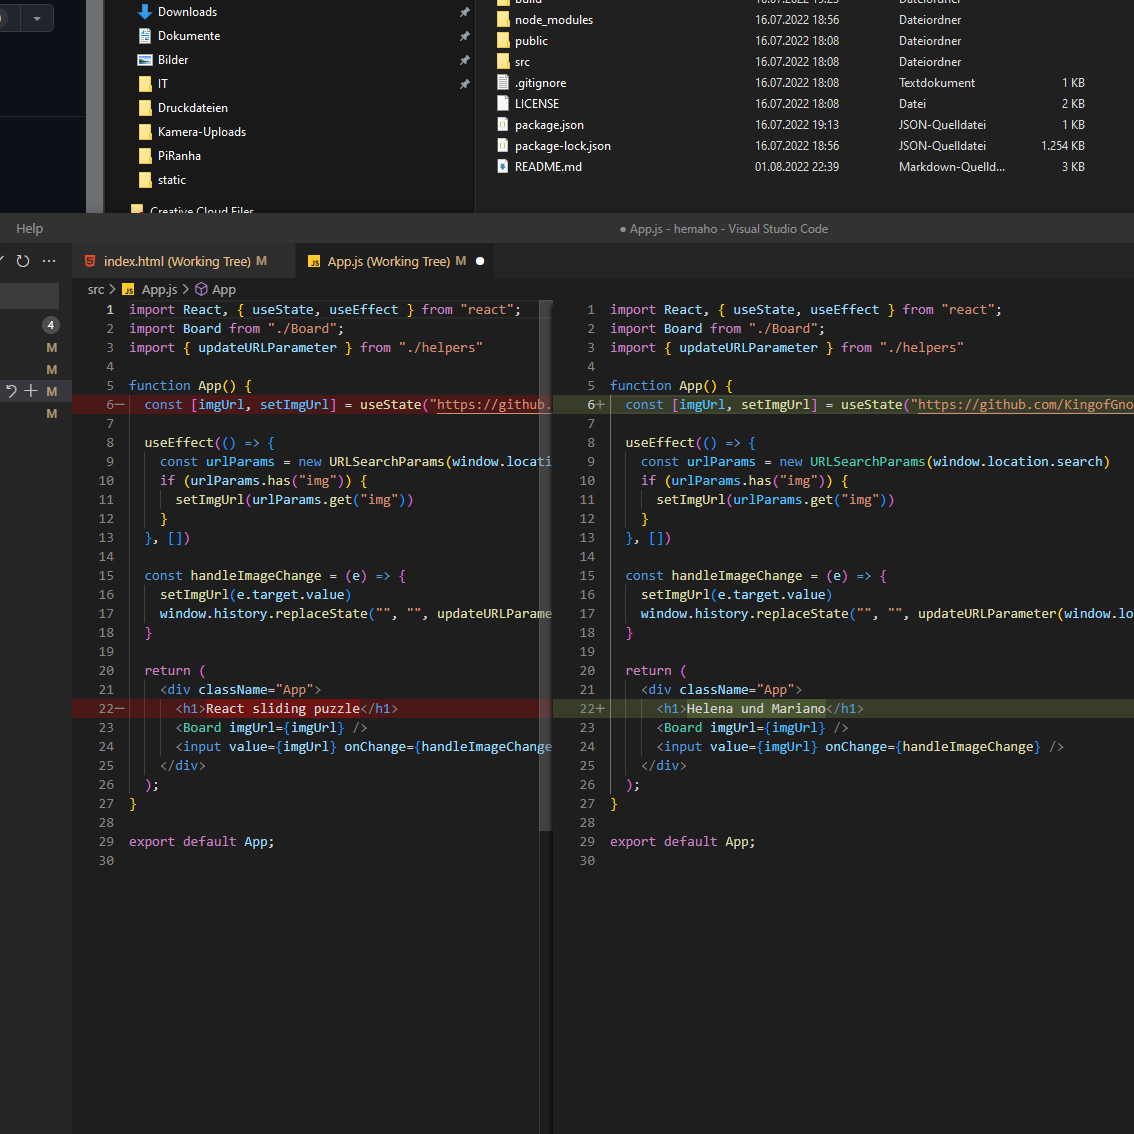 Downloads
Dokumente
Bilder
IT
Druckdateien
Kamera-Uploads
PiRanha
static
Creative Cloud Files
build 16.07.2022 19:23 Dateiordner
node_modules 16.07.2022 18:56 Dateiordner
public 16.07.2022 18:08 Dateiordner
src 16.07.2022 18:08 Dateiordner
.gitignore 16.07.2022 18:08 Textdokument 1 KB
LICENSE 16.07.2022 18:08 Datei 2 KB
package.json 16.07.2022 19:13 JSON-Quelldatei 1 KB
package-lock.json 16.07.2022 18:56 JSON-Quelldatei 1.254 KB
README.md 01.08.2022 22:39 Markdown-Quelld... 3 KB
Help ● App.js - hemaho - Visual Studio Code
index.html (Working Tree) M App.js (Working Tree) M
src > JS App.js > App
4
M
M
M
M
1 import React, { useState, useEffect } from "react";
2 import Board from "./Board";
3 import { updateURLParameter } from "./helpers"
4
5 function App() {
6— const [imgUrl, setImgUrl] = useState("https://github.
7
8 useEffect(() => {
9 const urlParams = new URLSearchParams(window.locati
10 if (urlParams.has("img")) {
11 setImgUrl(urlParams.get("img"))
12 }
13 }, [])
14
15 const handleImageChange = (e) => {
16 setImgUrl(e.target.value)
17 window.history.replaceState("", "", updateURLParame
18 }
19
20 return (
21 <div className="App">
22— <h1>React sliding puzzle</h1>
23 <Board imgUrl={imgUrl} />
24 <input value={imgUrl} onChange={handleImageChange
25 </div>
26 );
27 }
28
29 export default App;
30
1 import React, { useState, useEffect } from "react";
2 import Board from "./Board";
3 import { updateURLParameter } from "./helpers"
4
5 function App() {
6+ const [imgUrl, setImgUrl] = useState("https://github.com/KingofGno
7
8 useEffect(() => {
9 const urlParams = new URLSearchParams(window.location.search)
10 if (urlParams.has("img")) {
11 setImgUrl(urlParams.get("img"))
12 }
13 }, [])
14
15 const handleImageChange = (e) => {
16 setImgUrl(e.target.value)
17 window.history.replaceState("", "", updateURLParameter(window.lo
18 }
19
20 return (
21 <div className="App">
22+ <h1>Helena und Mariano</h1>
23 <Board imgUrl={imgUrl} />
24 <input value={imgUrl} onChange={handleImageChange} />
25 </div>
26 );
27 }
28
29 export default App;
30